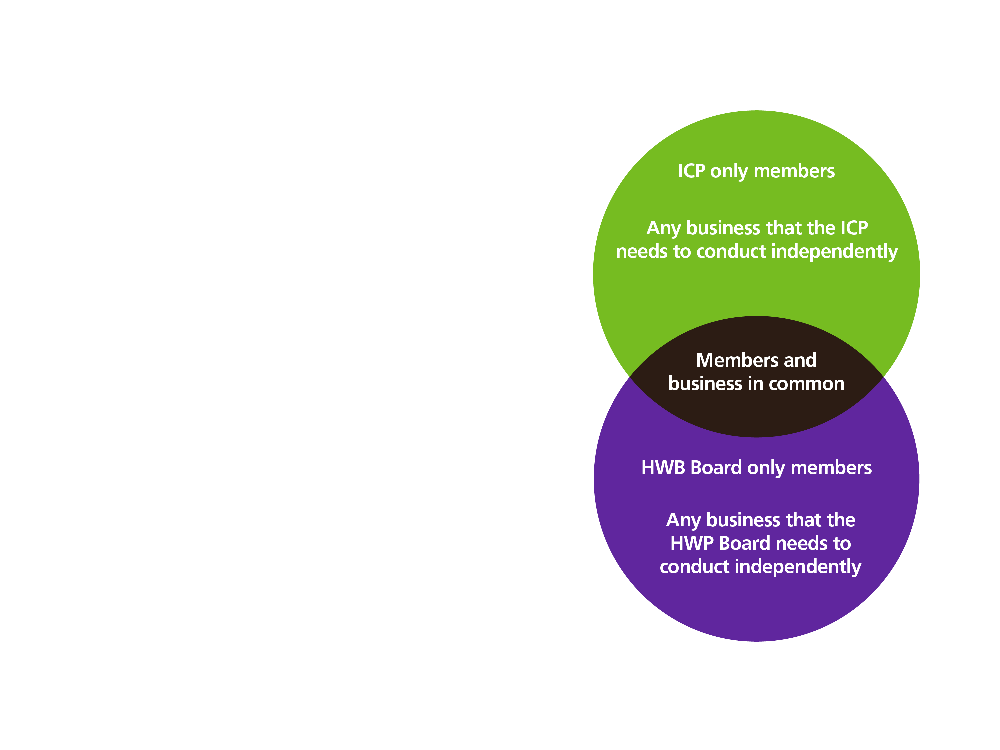 ICP only members
Any business that the ICP
needs to conduct independently
Members and
business in common
HWB Board only members
Any business that the
HWP Board needs to
conduct independently